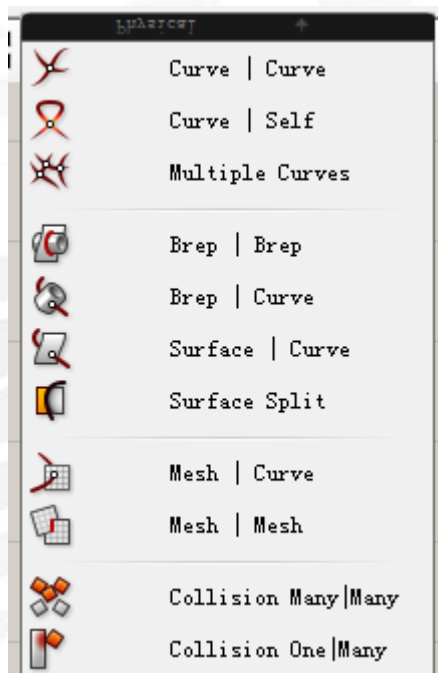 Physical
Curve | Curve
Curve | Self
Multiple Curves
Brep | Brep
Brep | Curve
Surface | Curve
Surface Split
Mesh | Curve
Mesh | Mesh
Collision Many|Many
Collision One|Many